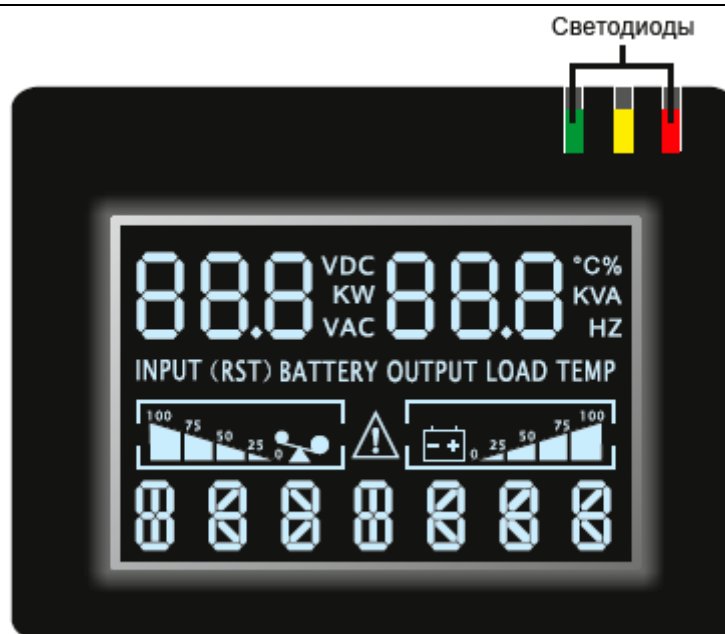 Светодиоды
88.8 VDC KW VAC 88.8 °C% KVA HZ
INPUT (RST) BATTERY OUTPUT LOAD TEMP
100 75 50 25 0 - + 0 25 50 75 100